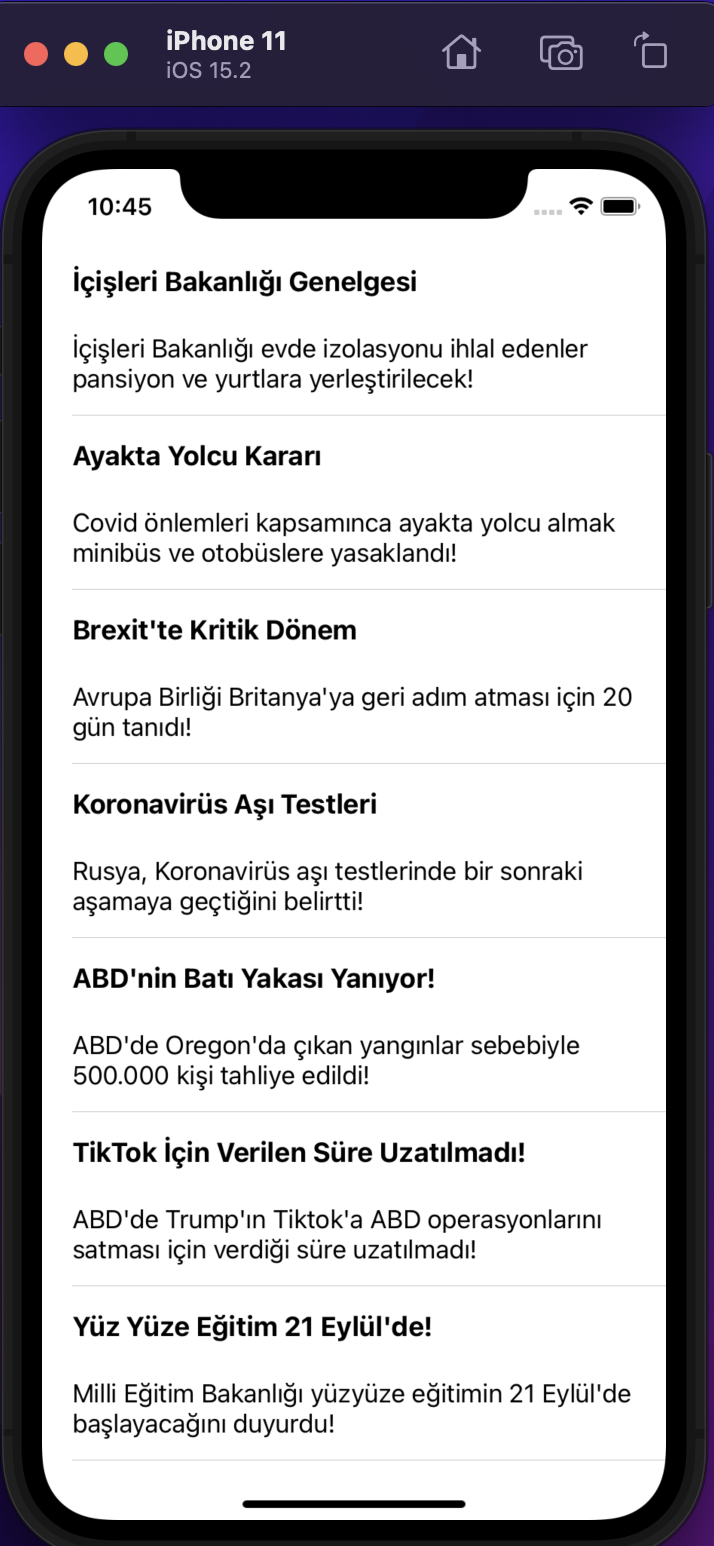 iPhone 11
iOS 15.2
10:45
İçişleri Bakanlığı Genelgesi
İçişleri Bakanlığı evde izolasyonu ihlal edenler
pansiyon ve yurtlara yerleştirilecek!
Ayakta Yolcu Kararı
Covid önlemleri kapsamınca ayakta yolcu almak
minibüs ve otobüslere yasaklandı!
Brexit'te Kritik Dönem
Avrupa Birliği Britanya'ya geri adım atması için 20
gün tanıdı!
Koronavirüs Aşı Testleri
Rusya, Koronavirüs aşı testlerinde bir sonraki
aşamaya geçtiğini belirtti!
ABD'nin Batı Yakası Yanıyor!
ABD'de Oregon'da çıkan yangınlar sebebiyle
500.000 kişi tahliye edildi!
TikTok İçin Verilen Süre Uzatılmadı!
ABD'de Trump'ın Tiktok'a ABD operasyonlarını
satması için verdiği süre uzatılmadı!
Yüz Yüze Eğitim 21 Eylül'de!
Milli Eğitim Bakanlığı yüzyüze eğitimin 21 Eylül'de
başlayacağını duyurdu!